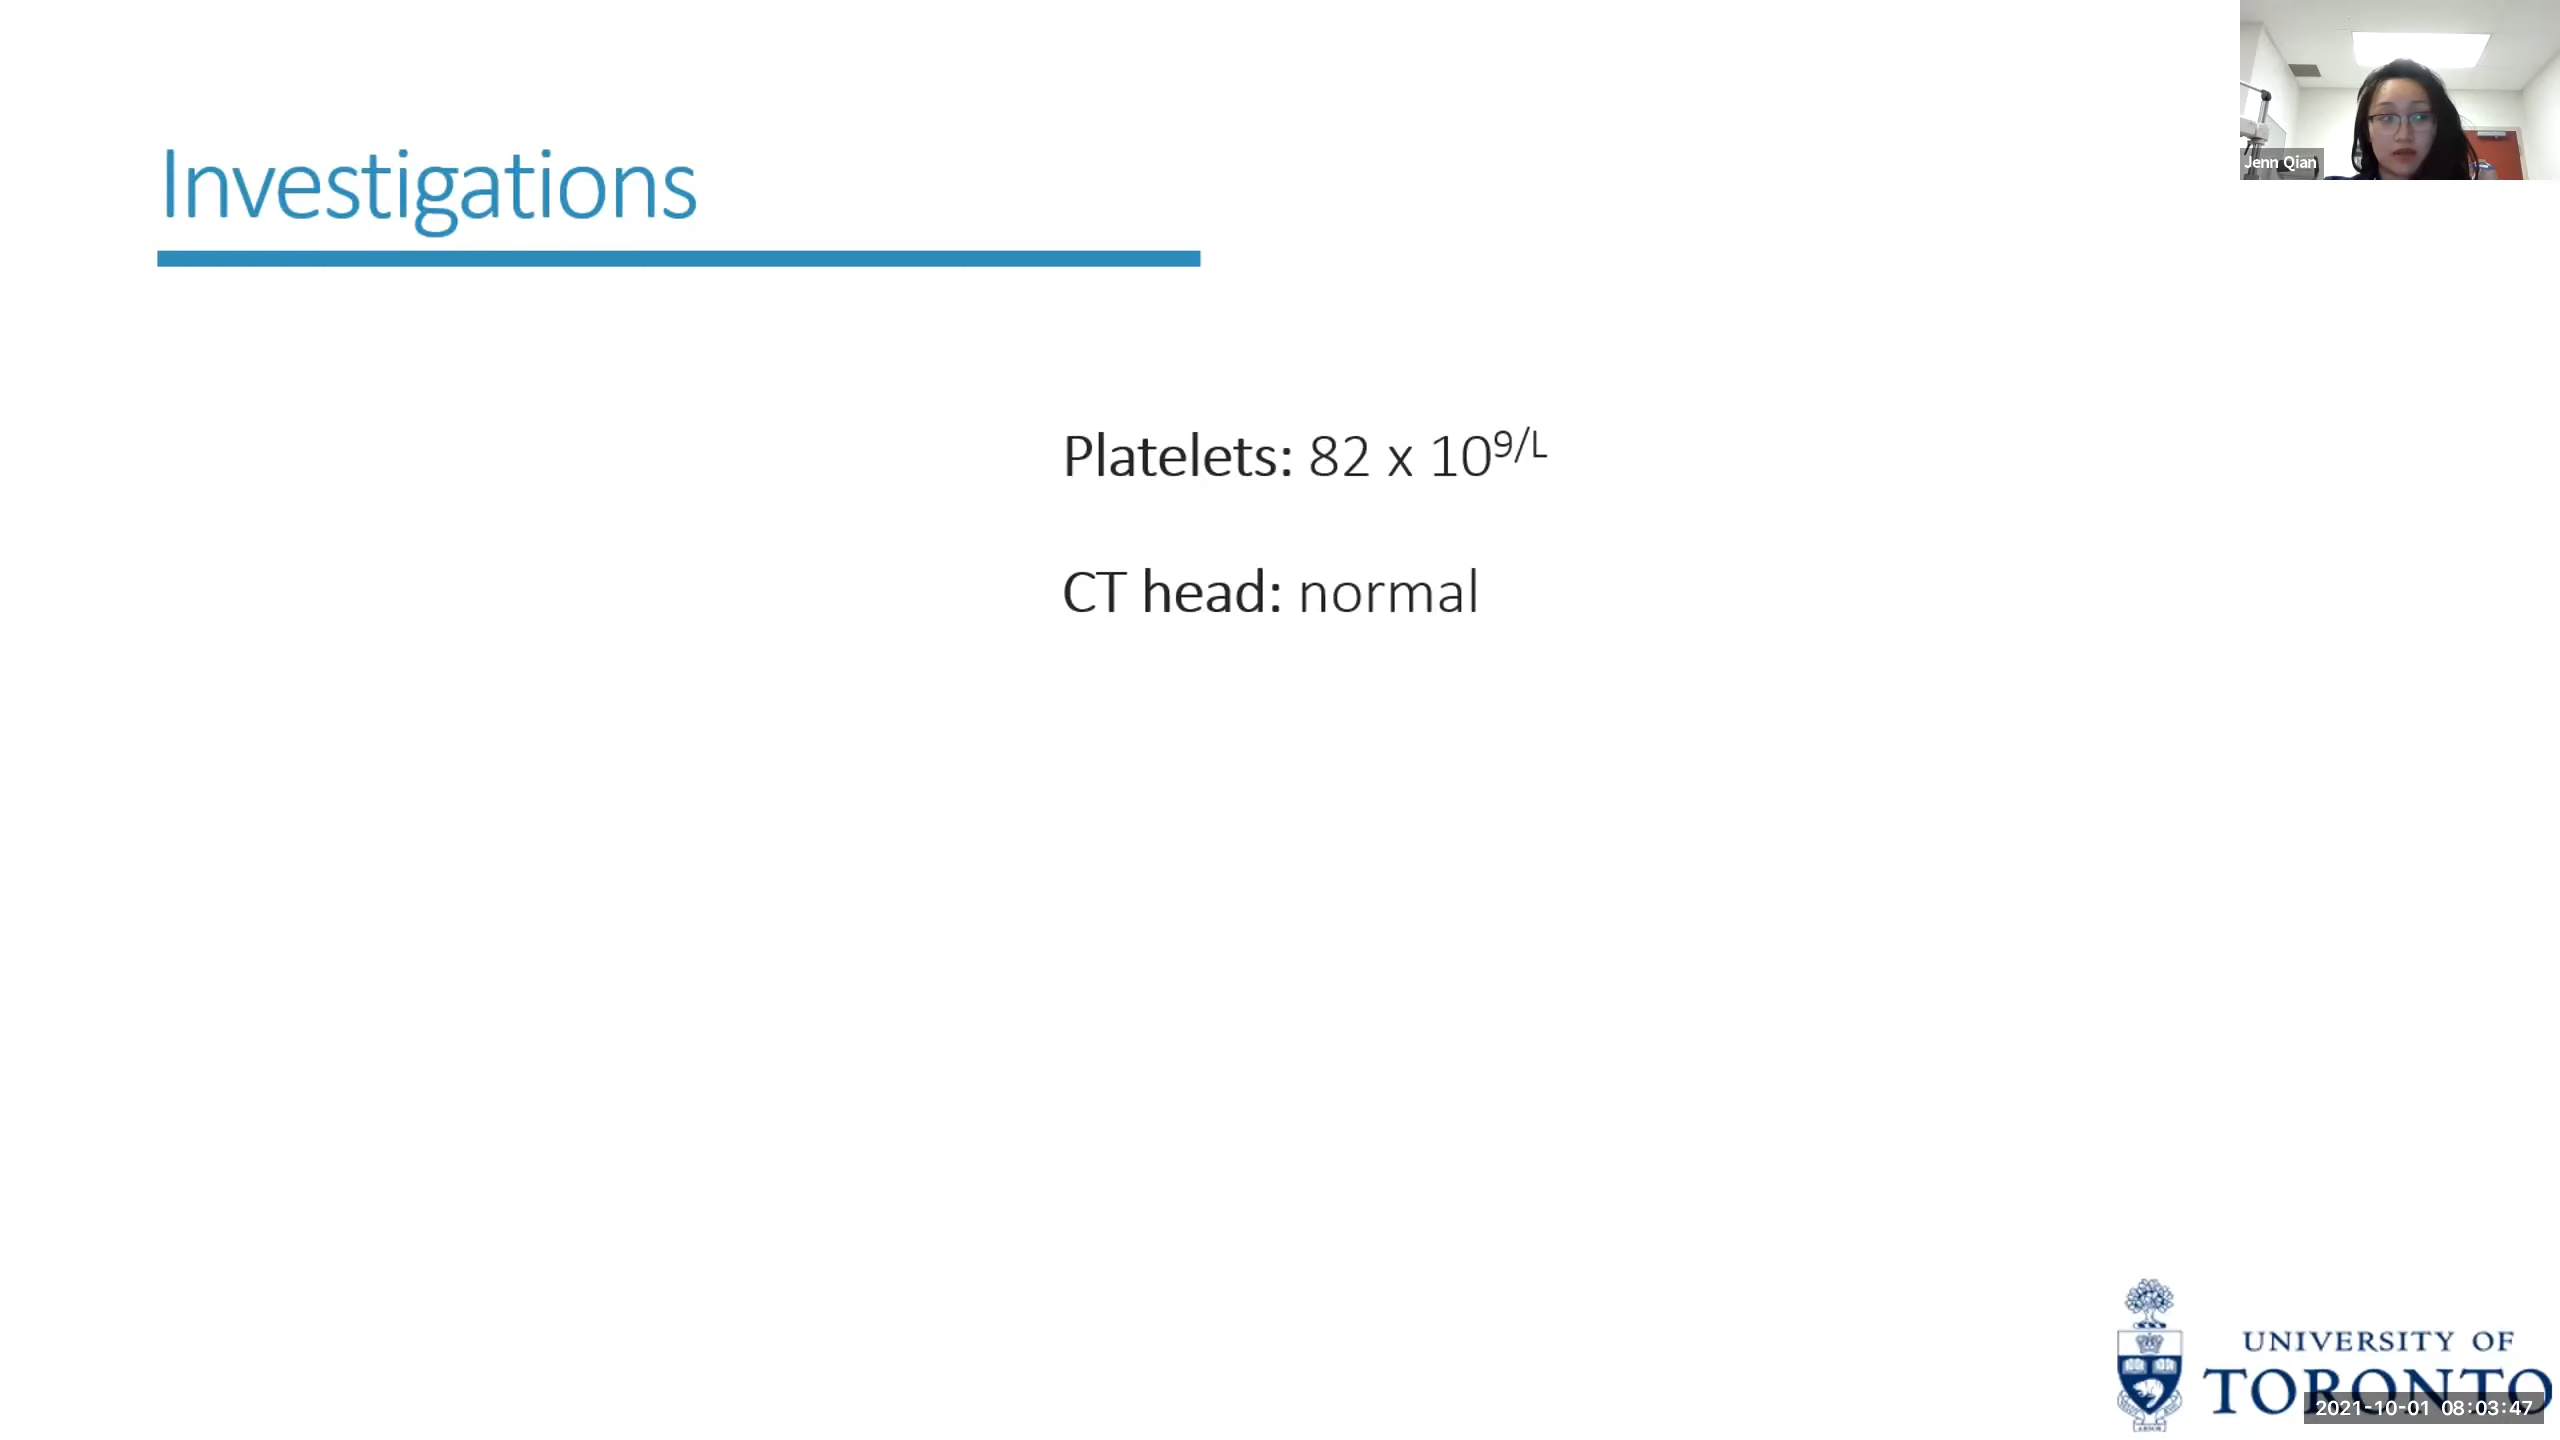 Jenn Qian
Investigations
Platelets: 82 x 10⁹/ᴸ
CT head: normal
UNIVERSITY OF
TORONTO
2021-10-01 08:03:47